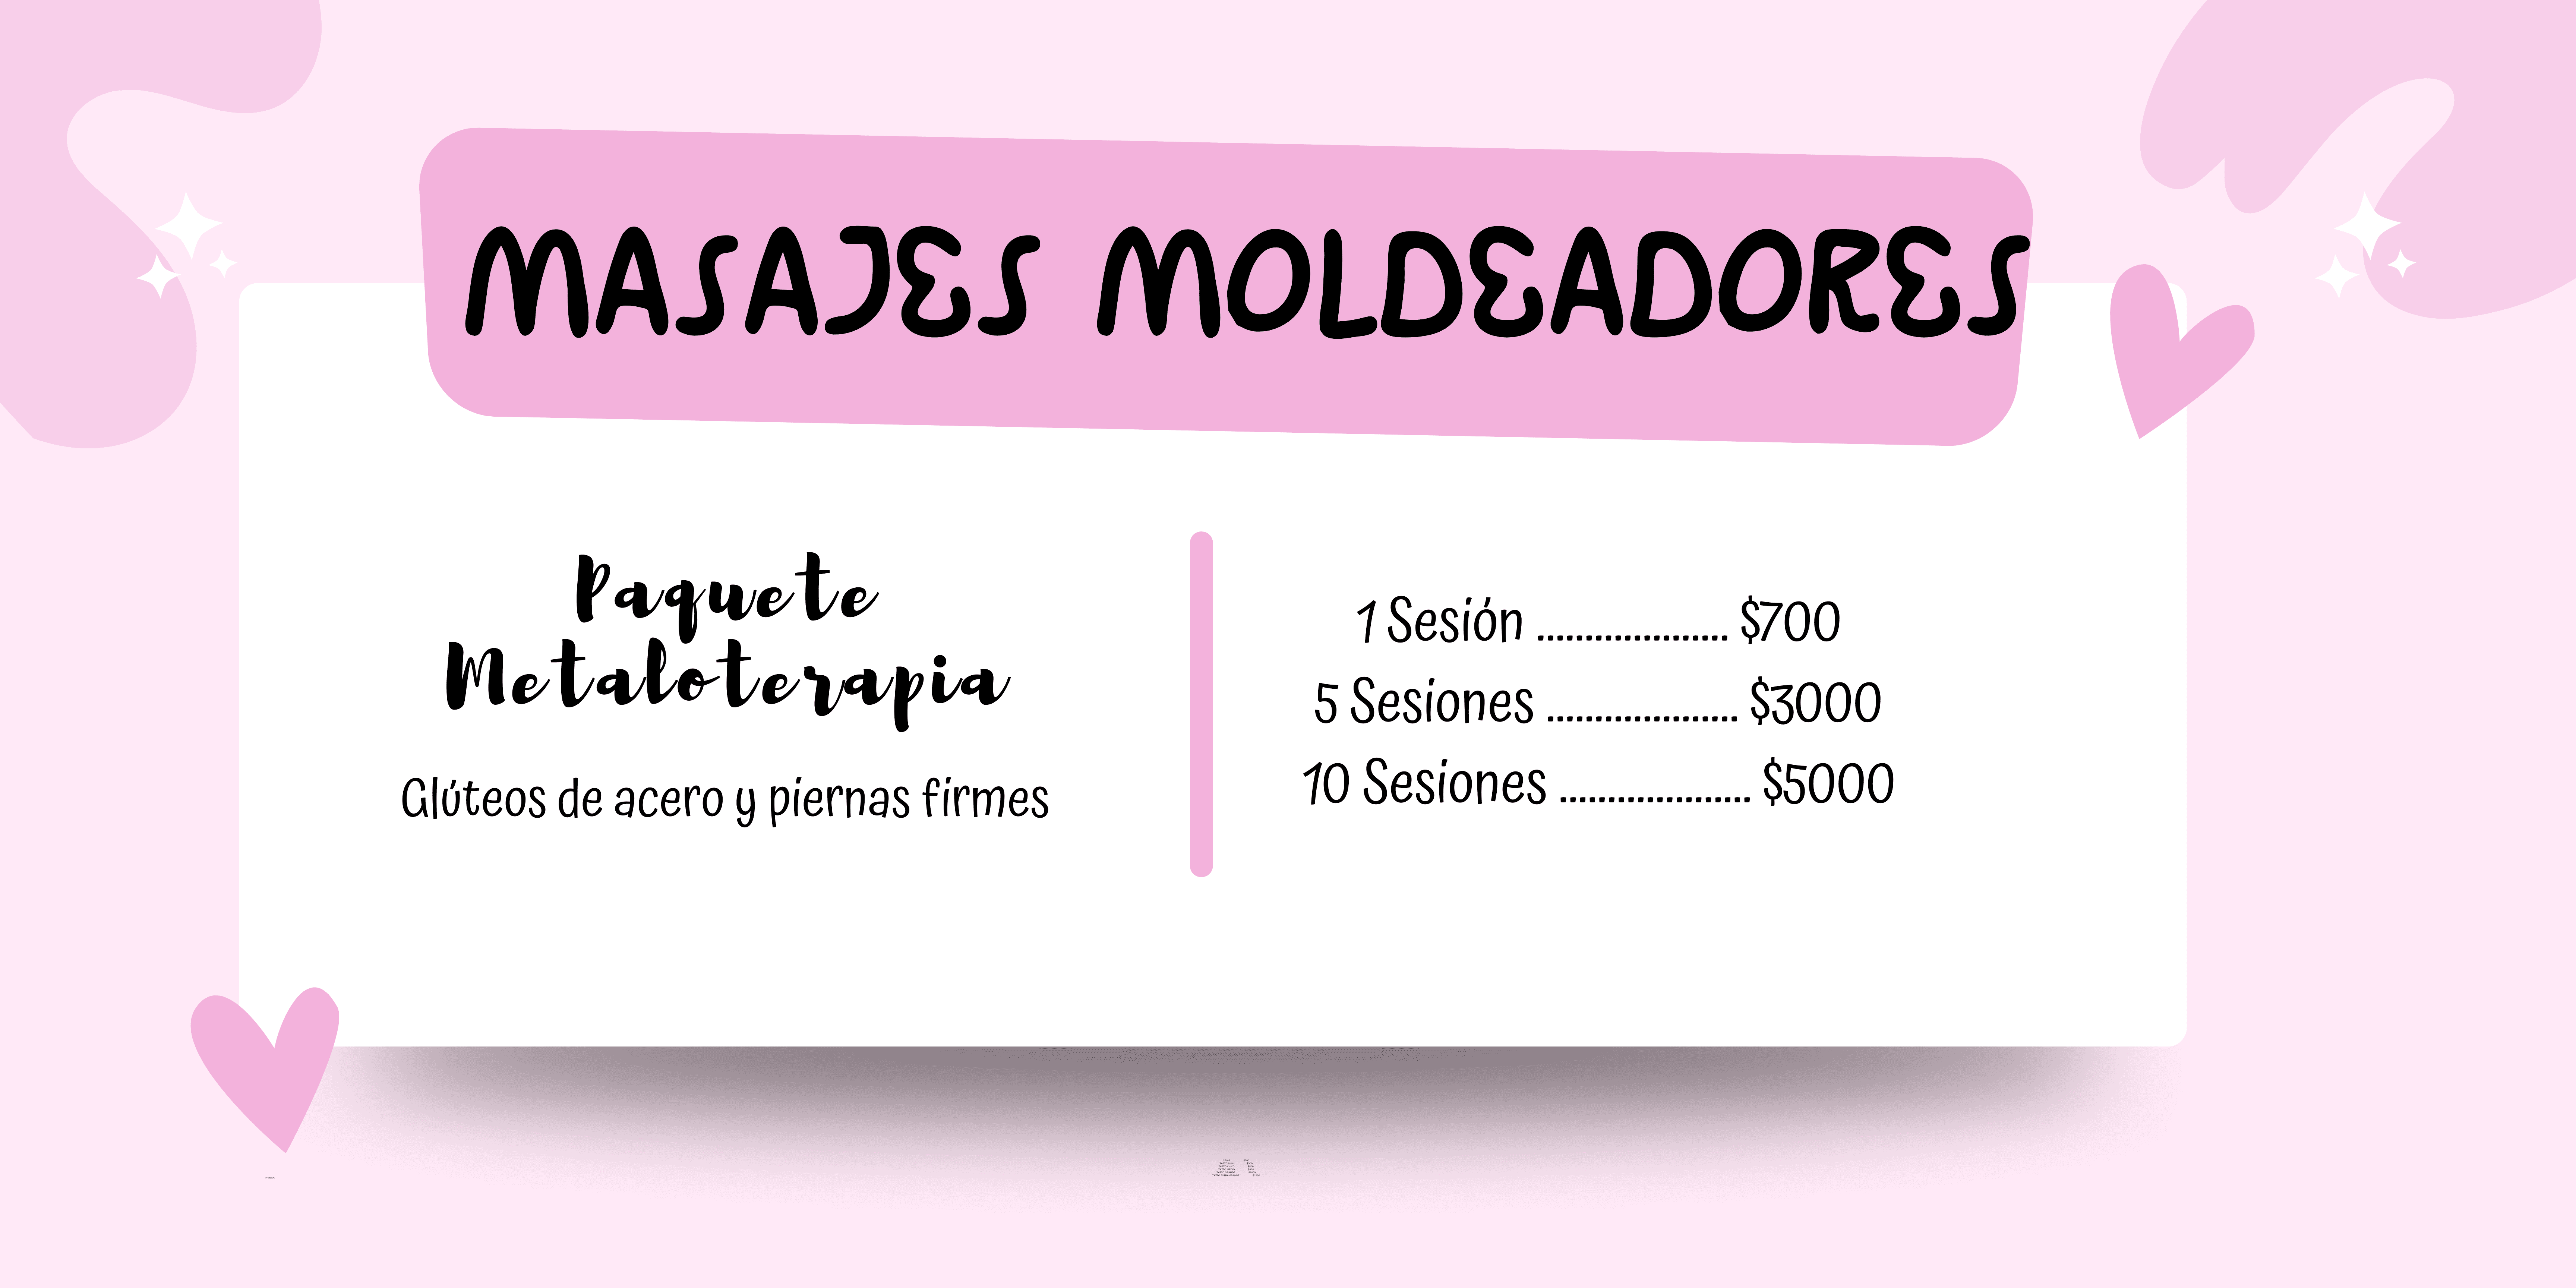 MASAJES MOLDEADORES
Paquete
Metaloterapia
Glúteos de acero y piernas firmes
1 Sesión .................... $700
5 Sesiones .................... $3000
10 Sesiones .................... $5000